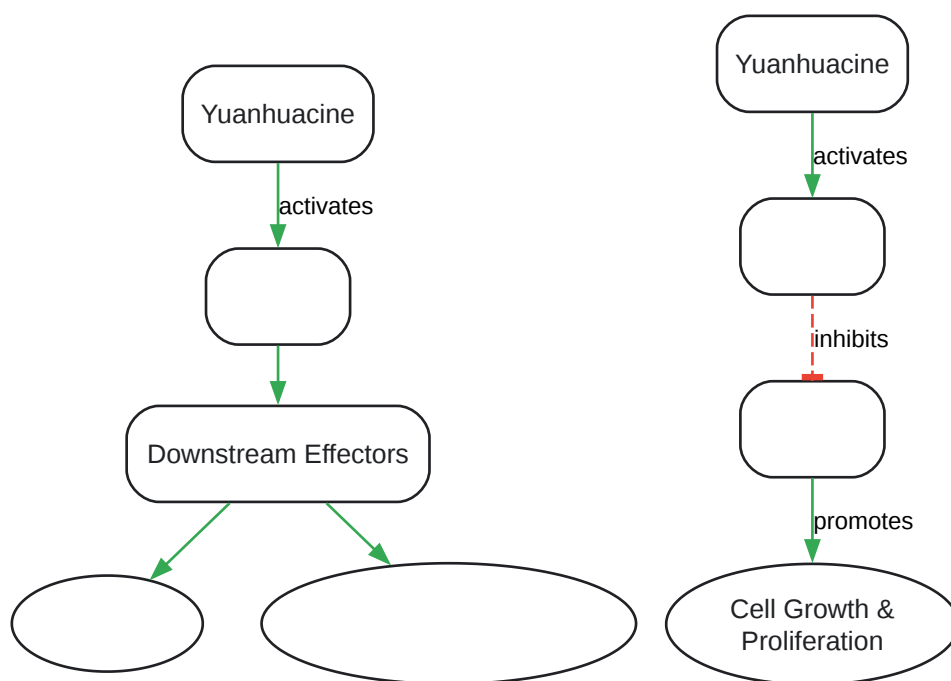 Yuanhuacine
activates
Downstream Effectors
Yuanhuacine
activates
inhibits
promotes
Cell Growth &
Proliferation